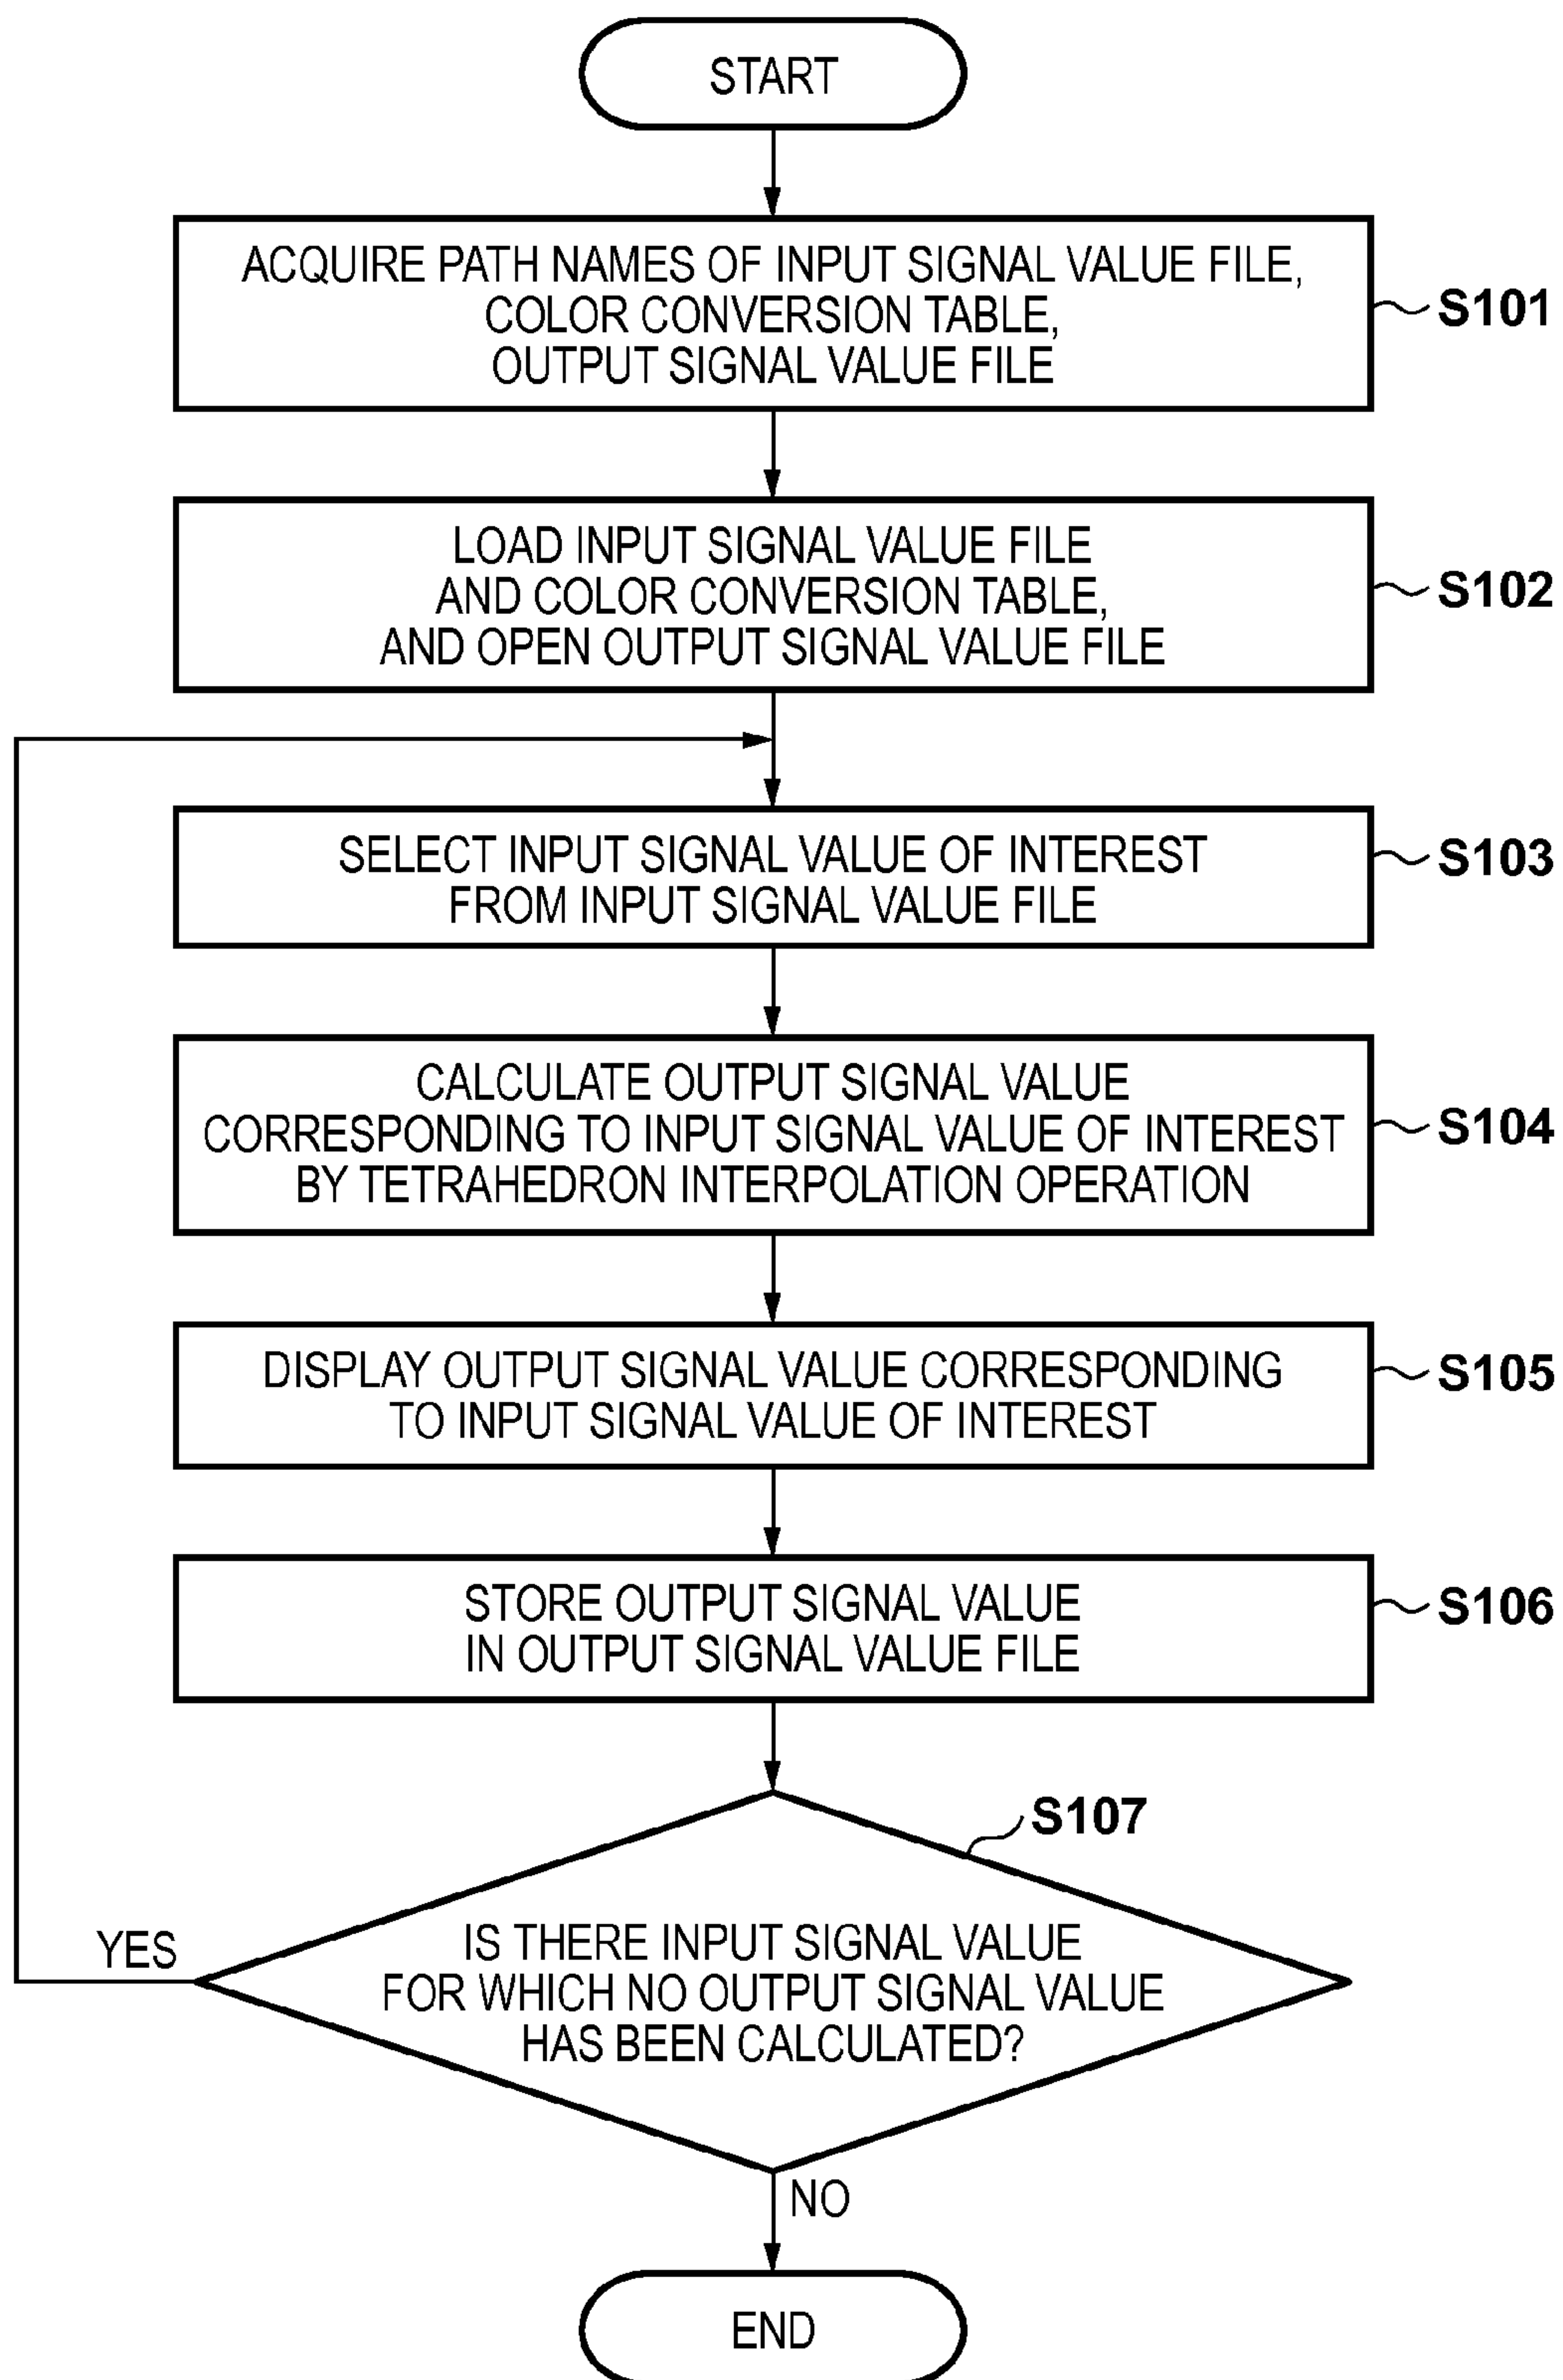 START
ACQUIRE PATH NAMES OF INPUT SIGNAL VALUE FILE,
COLOR CONVERSION TABLE,
OUTPUT SIGNAL VALUE FILE
S101
LOAD INPUT SIGNAL VALUE FILE
AND COLOR CONVERSION TABLE,
AND OPEN OUTPUT SIGNAL VALUE FILE
S102
SELECT INPUT SIGNAL VALUE OF INTEREST
FROM INPUT SIGNAL VALUE FILE
S103
CALCULATE OUTPUT SIGNAL VALUE
CORRESPONDING TO INPUT SIGNAL VALUE OF INTEREST
BY TETRAHEDRON INTERPOLATION OPERATION
S104
DISPLAY OUTPUT SIGNAL VALUE CORRESPONDING
TO INPUT SIGNAL VALUE OF INTEREST
S105
STORE OUTPUT SIGNAL VALUE
IN OUTPUT SIGNAL VALUE FILE
S106
S107
IS THERE INPUT SIGNAL VALUE
FOR WHICH NO OUTPUT SIGNAL VALUE
HAS BEEN CALCULATED?
YES
NO
END